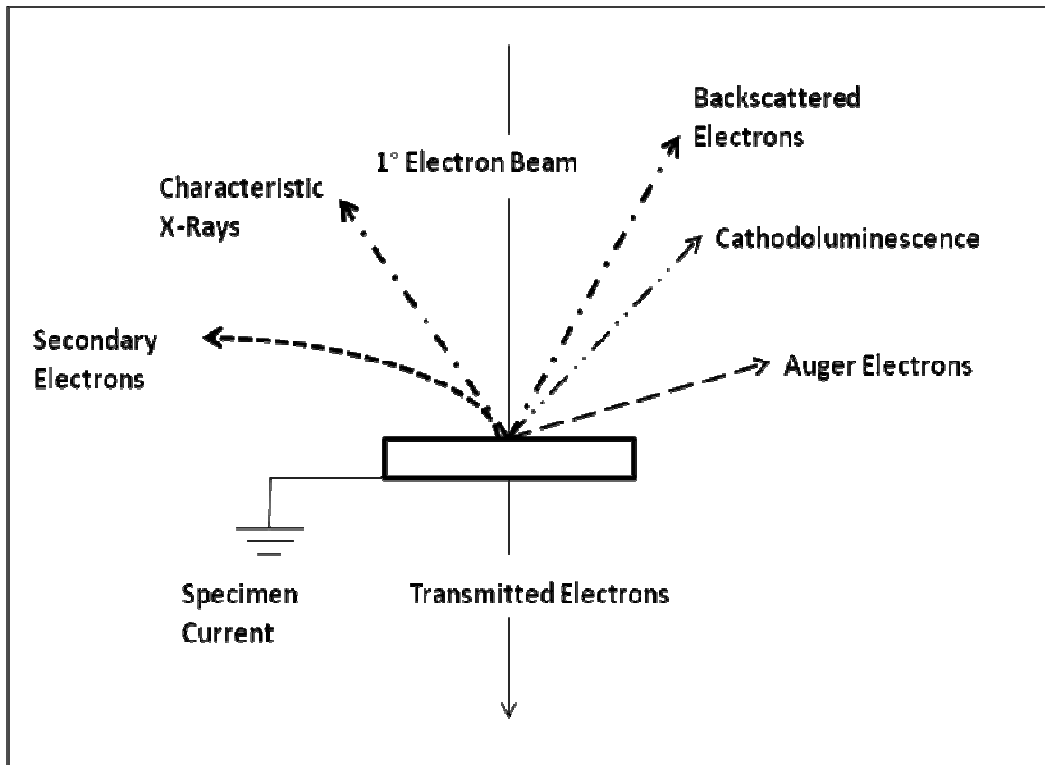 Backscattered
Electrons
1° Electron Beam
Characteristic
X-Rays
Cathodoluminescence
Secondary
Electrons
Auger Electrons
Specimen
Current
Transmitted Electrons